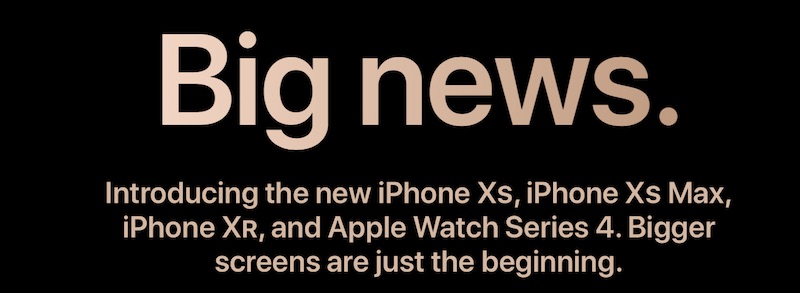 Big news.
Introducing the new iPhone Xs, iPhone Xs Max,
iPhone XR, and Apple Watch Series 4. Bigger
screens are just the beginning.